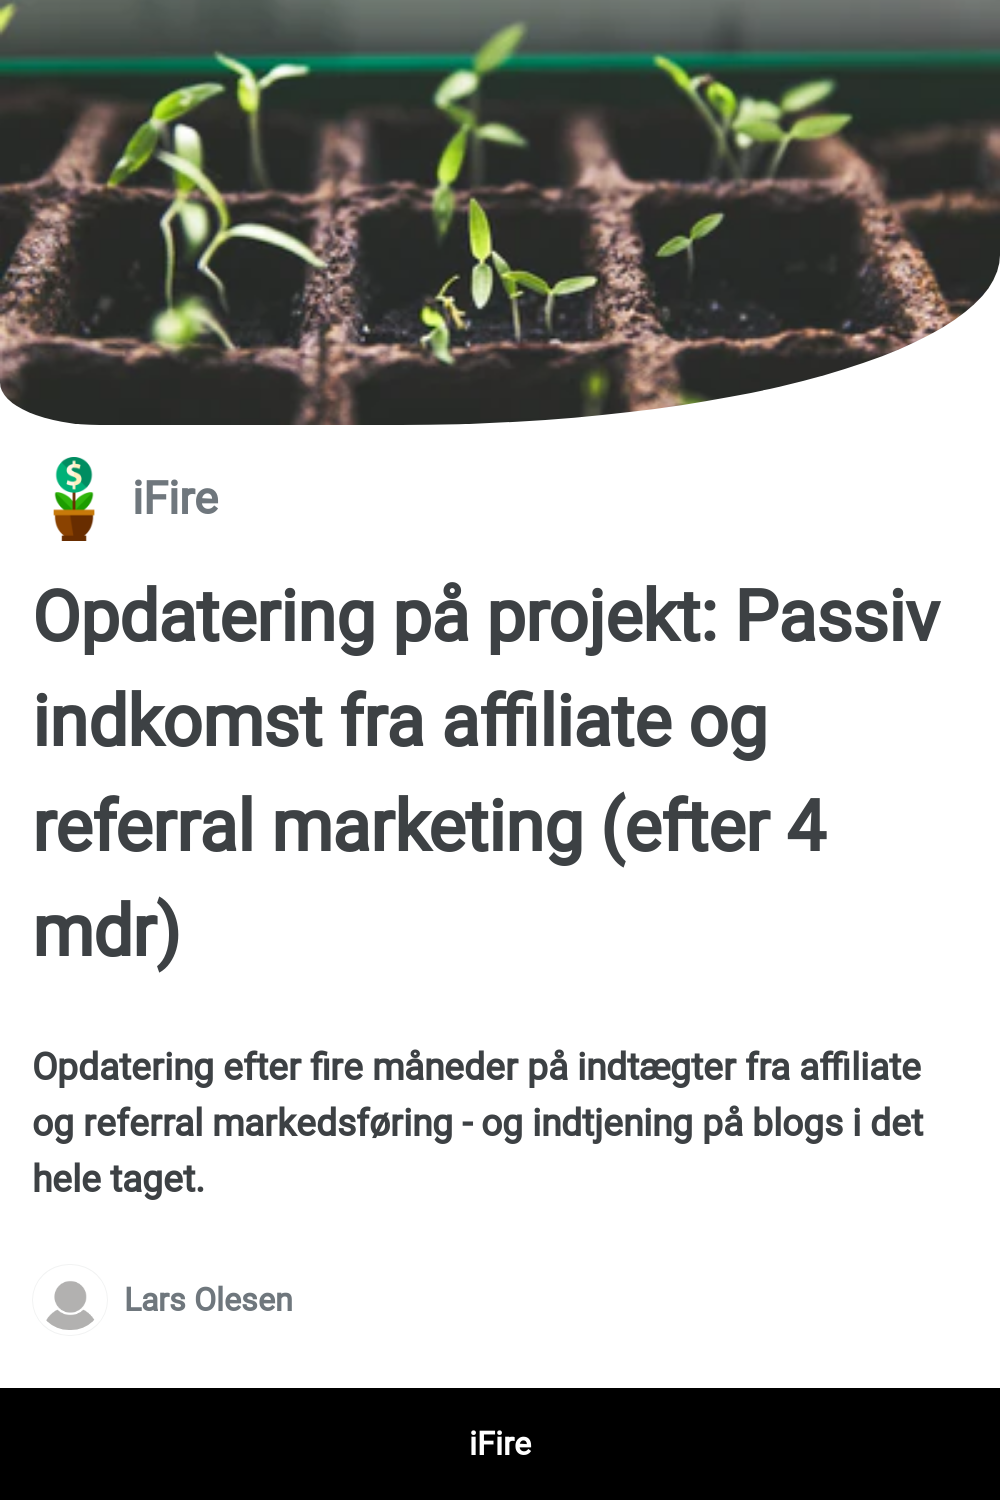 $
iFire
Opdatering på projekt: Passiv
indkomst fra affiliate og
referral marketing (efter 4
mdr)
Opdatering efter fire måneder på indtægter fra affiliate
og referral markedsføring - og indtjening på blogs i det
hele taget.
Lars Olesen
iFire